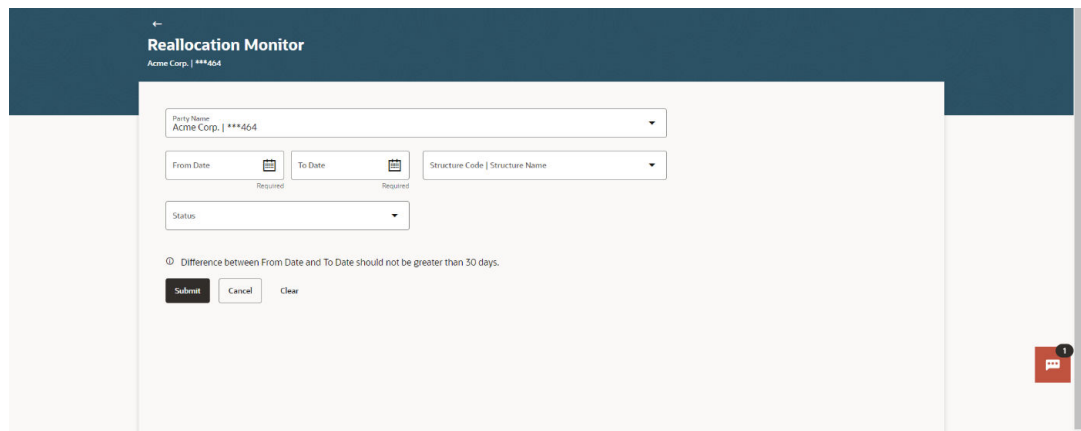 ←
Reallocation Monitor
Acme Corp. | ***464
Party Name
Acme Corp. | ***464
From Date
To Date
Structure Code | Structure Name
Required
Required
Status
Difference between From Date and To Date should not be greater than 30 days.
Submit
Cancel
Clear
1